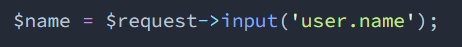 $name = $request->input('user.name');